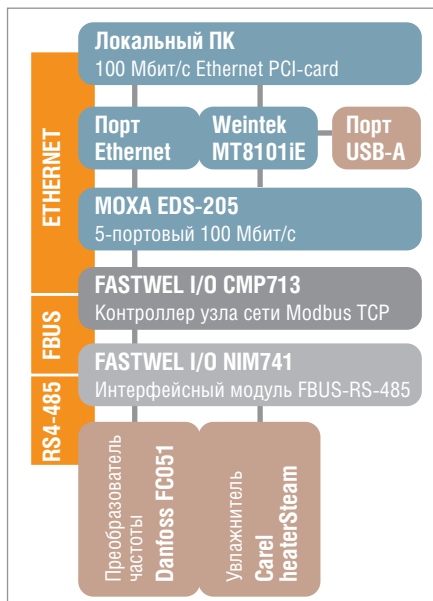 Локальный ПК
100 Мбит/с Ethernet PCI-card
ETHERNET
Порт
Ethernet
Weintek
MT8101iE
Порт
USB-A
MOXA EDS-205
5-портовый 100 Мбит/с
FASTWEL I/O CMP713
Контроллер узла сети Modbus TCP
FBUS
FASTWEL I/O NIM741
Интерфейсный модуль FBUS-RS-485
RS4-485
Преобразователь
частоты
Danfoss FC051
Увлажнитель
Carel
heaterSteam